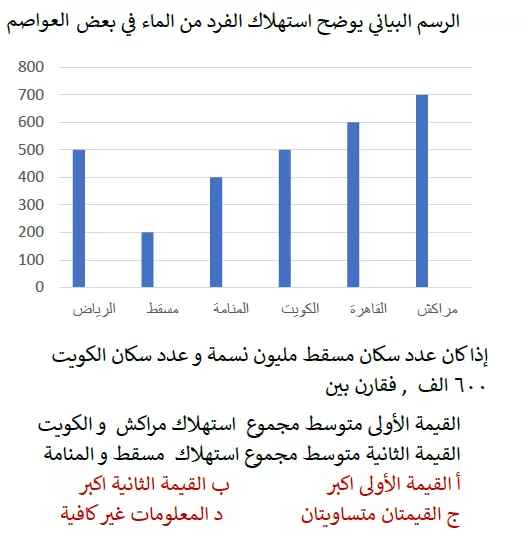 الرسم البياني يوضح استهلاك الفرد من الماء في بعض العواصم
800
700
600
500
400
300
200
100
0
الرياض مسقط المنامة الكويت القاهرة مراكش
إذا كان عدد سكان مسقط مليون نسمة و عدد سكان الكويت
٦٠٠ الف , فقارن بين
القيمة الأولى متوسط مجموع استهلاك مراكش و الكويت
القيمة الثانية متوسط مجموع استهلاك مسقط و المنامة
أ القيمة الأولى اكبر ب القيمة الثانية اكبر
ج القيمتان متساويتان د المعلومات غير كافية